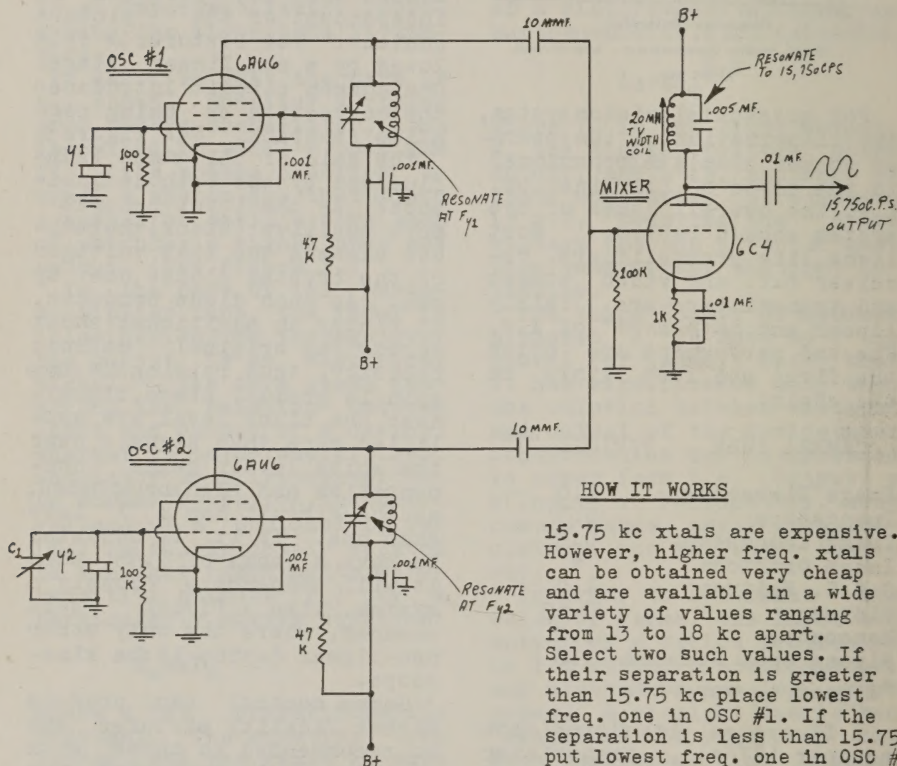 OSC #1
6AU6
Y1
100
K
.001
MF.
47
K
.001MF.
RESONATE
AT FY1
B+
10 MMF.
B+
RESONATE
TO 15,750CPS
20MH
TV
WIDTH
COIL
.005 MF.
MIXER
.01 MF.
15,750C.P.S.
OUTPUT
6C4
100K
1K
.01 MF.
OSC #2
6AU6
C1
Y2
100
K
.001
MF
47
K
.001MF.
RESONATE
AT FY2
B+
10 MMF.
HOW IT WORKS
15.75 kc xtals are expensive.
However, higher freq. xtals
can be obtained very cheap
and are available in a wide
variety of values ranging
from 13 to 18 kc apart.
Select two such values. If
their separation is greater
than 15.75 kc place lowest
freq. one in OSC #1. If the
separation is less than 15.75
put lowest freq. one in OSC #